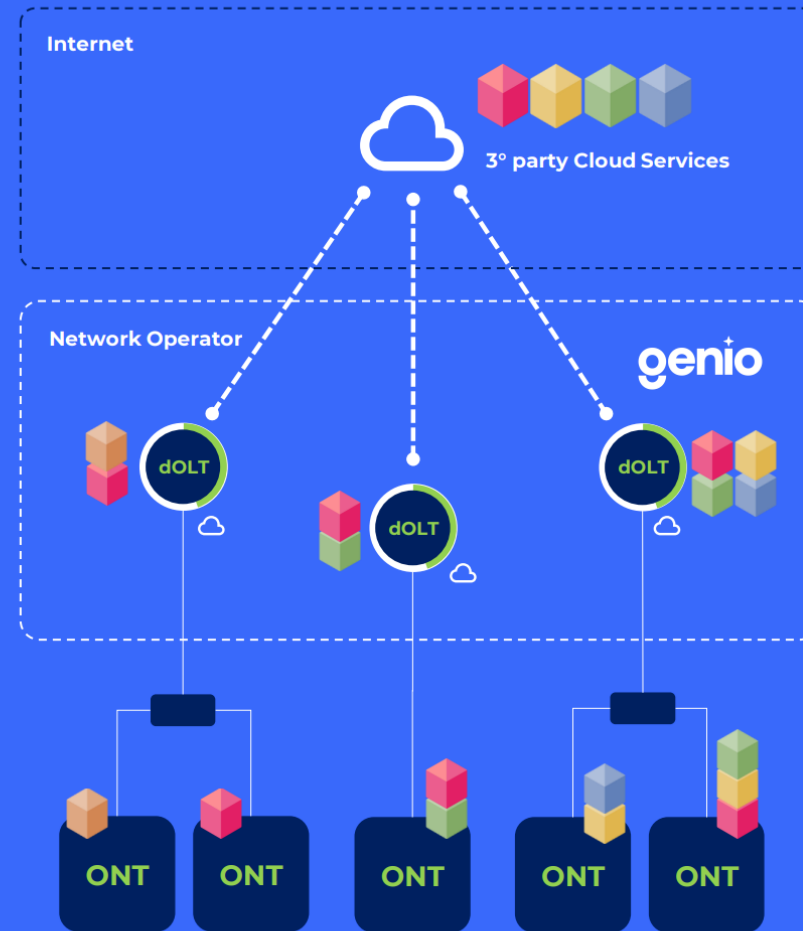 Internet
3° party Cloud Services
Network Operator
genio
dOLT
dOLT
dOLT
ONT
ONT
ONT
ONT
ONT